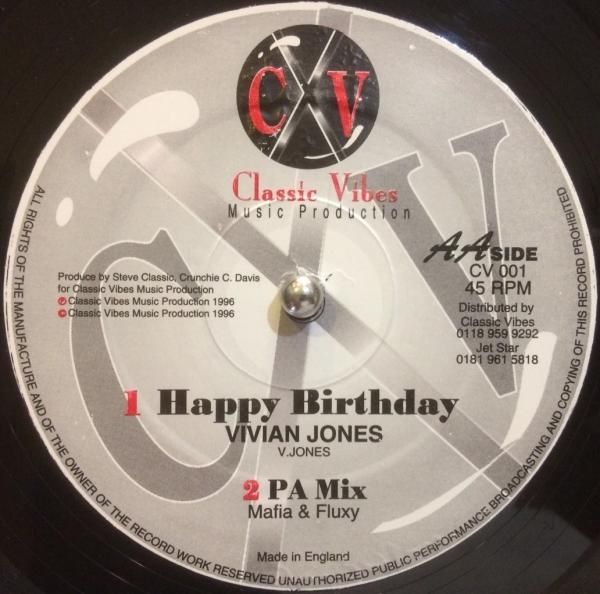 C V
Classic Vibes
Music Production
AA SIDE
CV 001
45 RPM
Distributed by
Classic Vibes
0118 959 9292
Jet Star
0181 961 5818
Produce by Steve Classic, Crunchie C. Davis
for Classic Vibes Music Production
℗ Classic Vibes Music Production 1996
© Classic Vibes Music Production 1996
1 Happy Birthday
VIVIAN JONES
V.JONES
2 PA Mix
Mafia & Fluxy
Made in England
ALL RIGHTS OF THE MANUFACTURE AND OF THE OWNER OF THE RECORD WORK RESERVED UNAUTHORIZED PUBLIC PERFORMANCE BROADCASTING AND COPYING OF THIS RECORD PROHIBITED